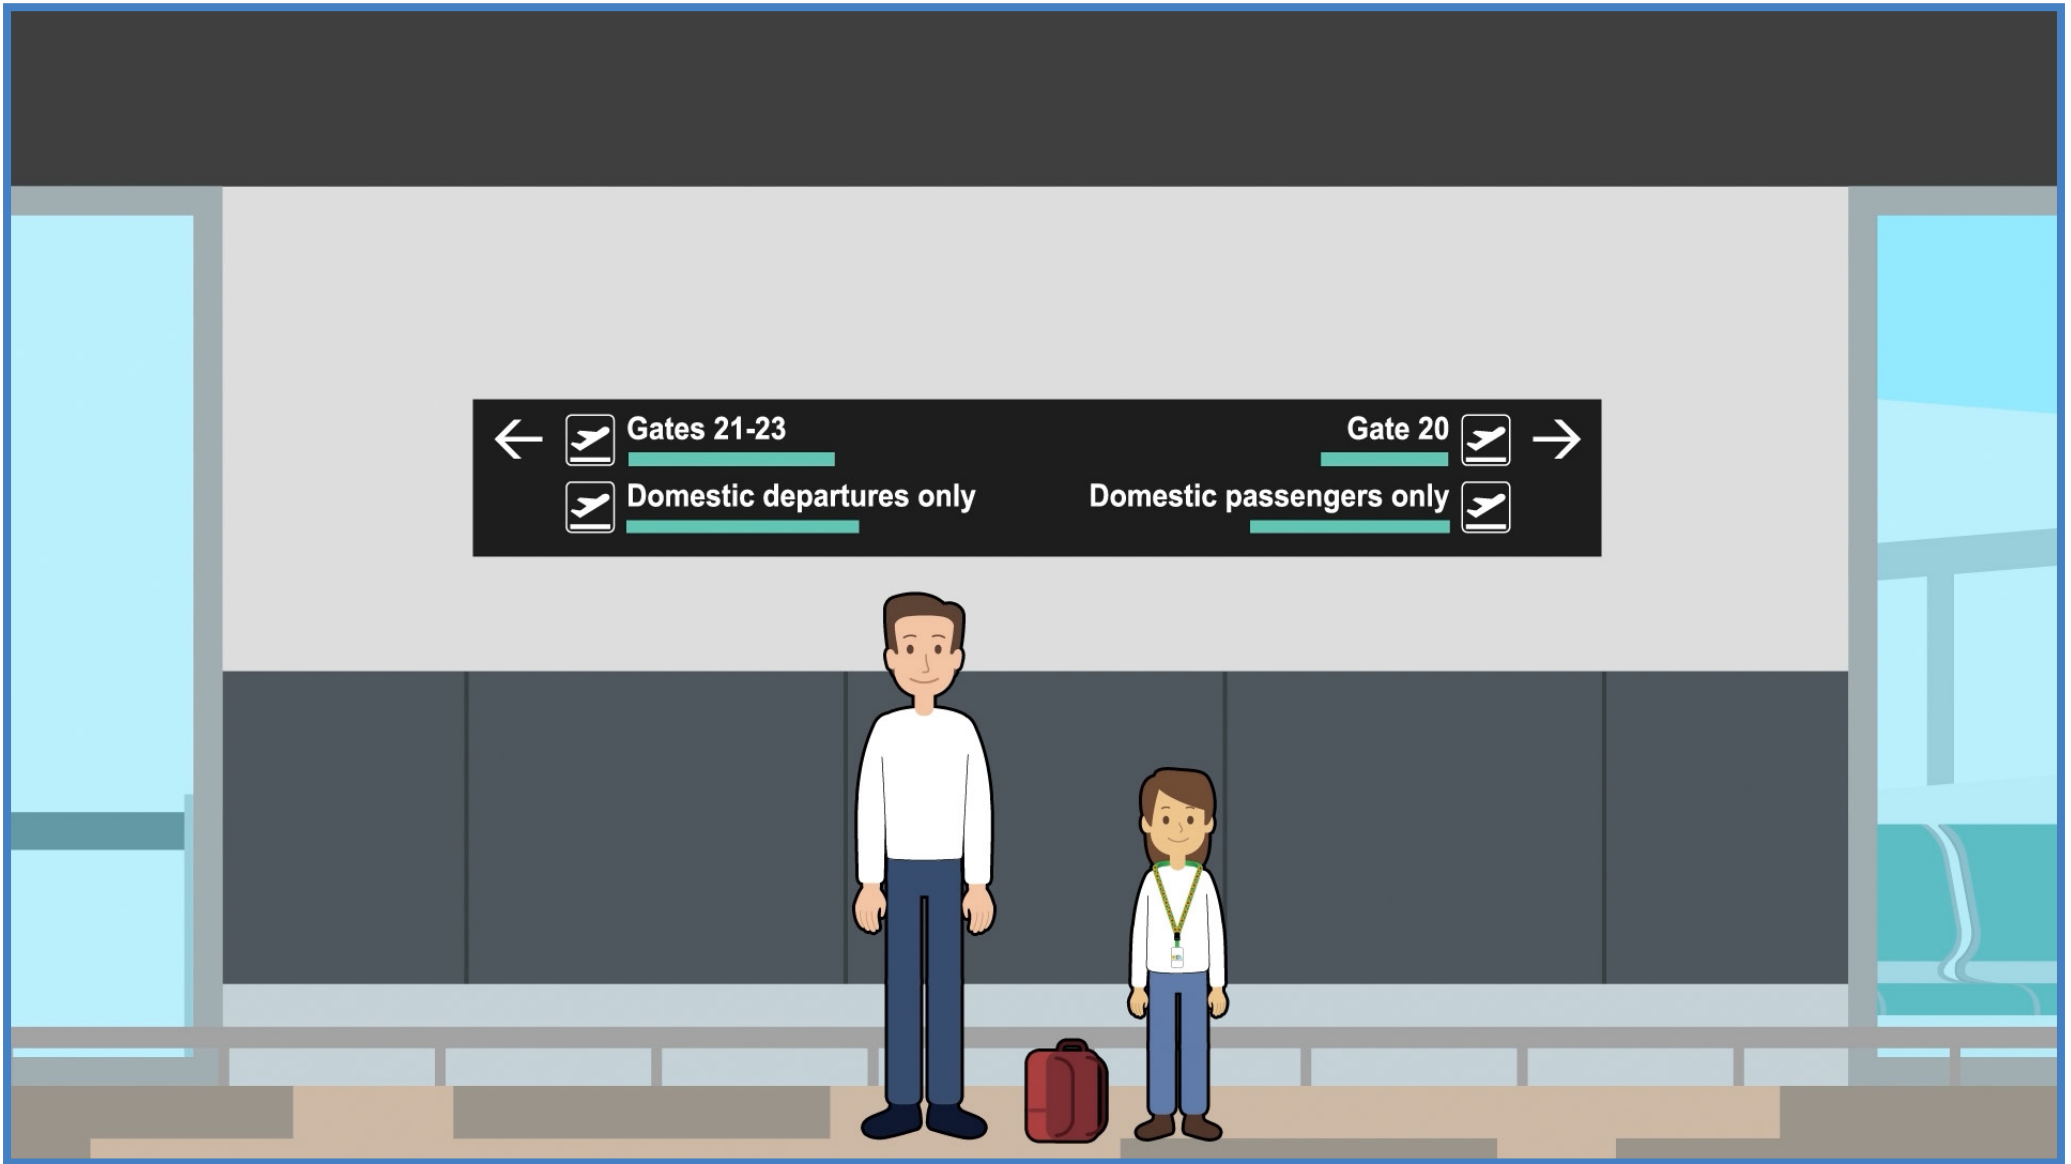 Gates 21-23
Domestic departures only
Gate 20
Domestic passengers only